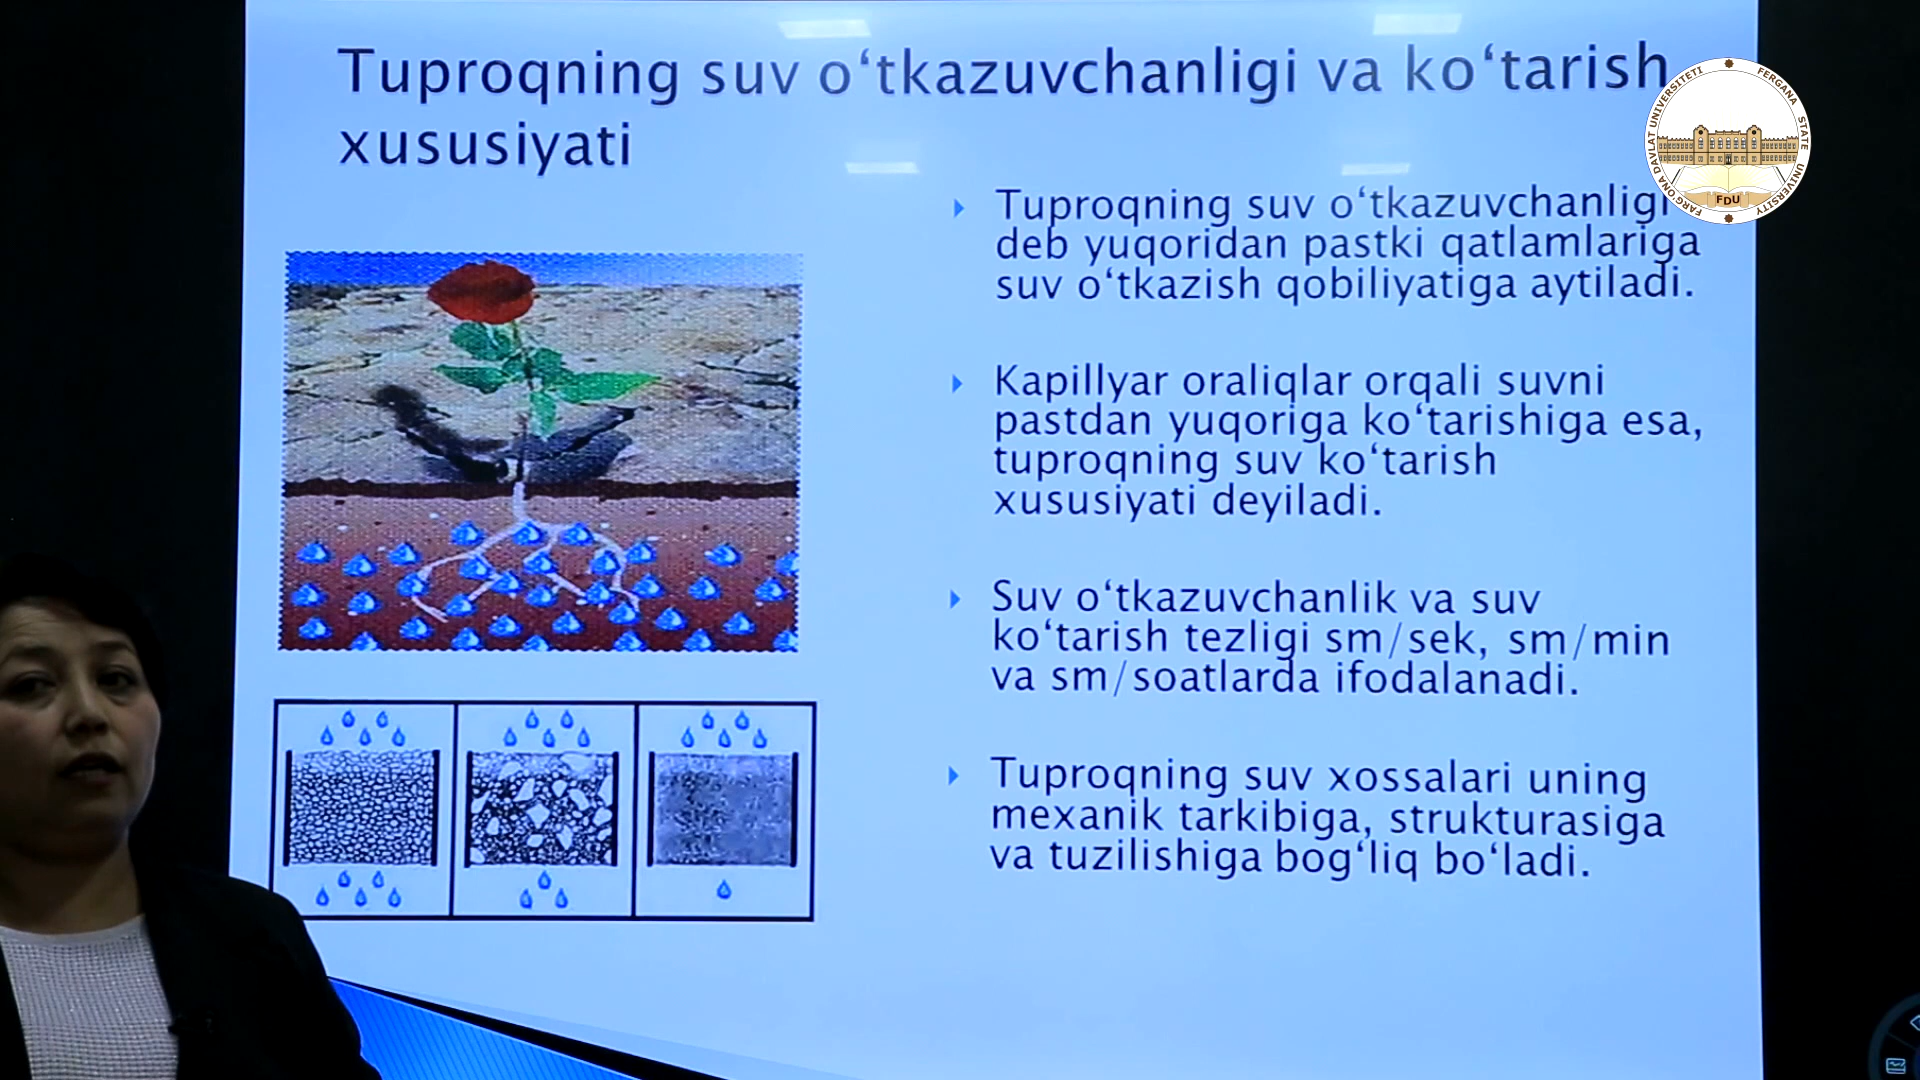 Tuproqning suv o‘tkazuvchanligi va ko‘tarish
xususiyati
FARG'ONA DAVLAT UNIVERSITETI
FERGANA STATE UNIVERSITY
FDU
Tuproqning suv o‘tkazuvchanligi
deb yuqoridan pastki qatlamlariga
suv o‘tkazish qobiliyatiga aytiladi.
Kapillyar oraliqlar orqali suvni
pastdan yuqoriga ko‘tarishiga esa,
tuproqning suv ko‘tarish
xususiyati deyiladi.
Suv o‘tkazuvchanlik va suv
ko‘tarish tezligi sm/sek, sm/min
va sm/soatlarda ifodalanadi.
Tuproqning suv xossalari uning
mexanik tarkibiga, strukturasiga
va tuzilishiga bog‘liq bo‘ladi.